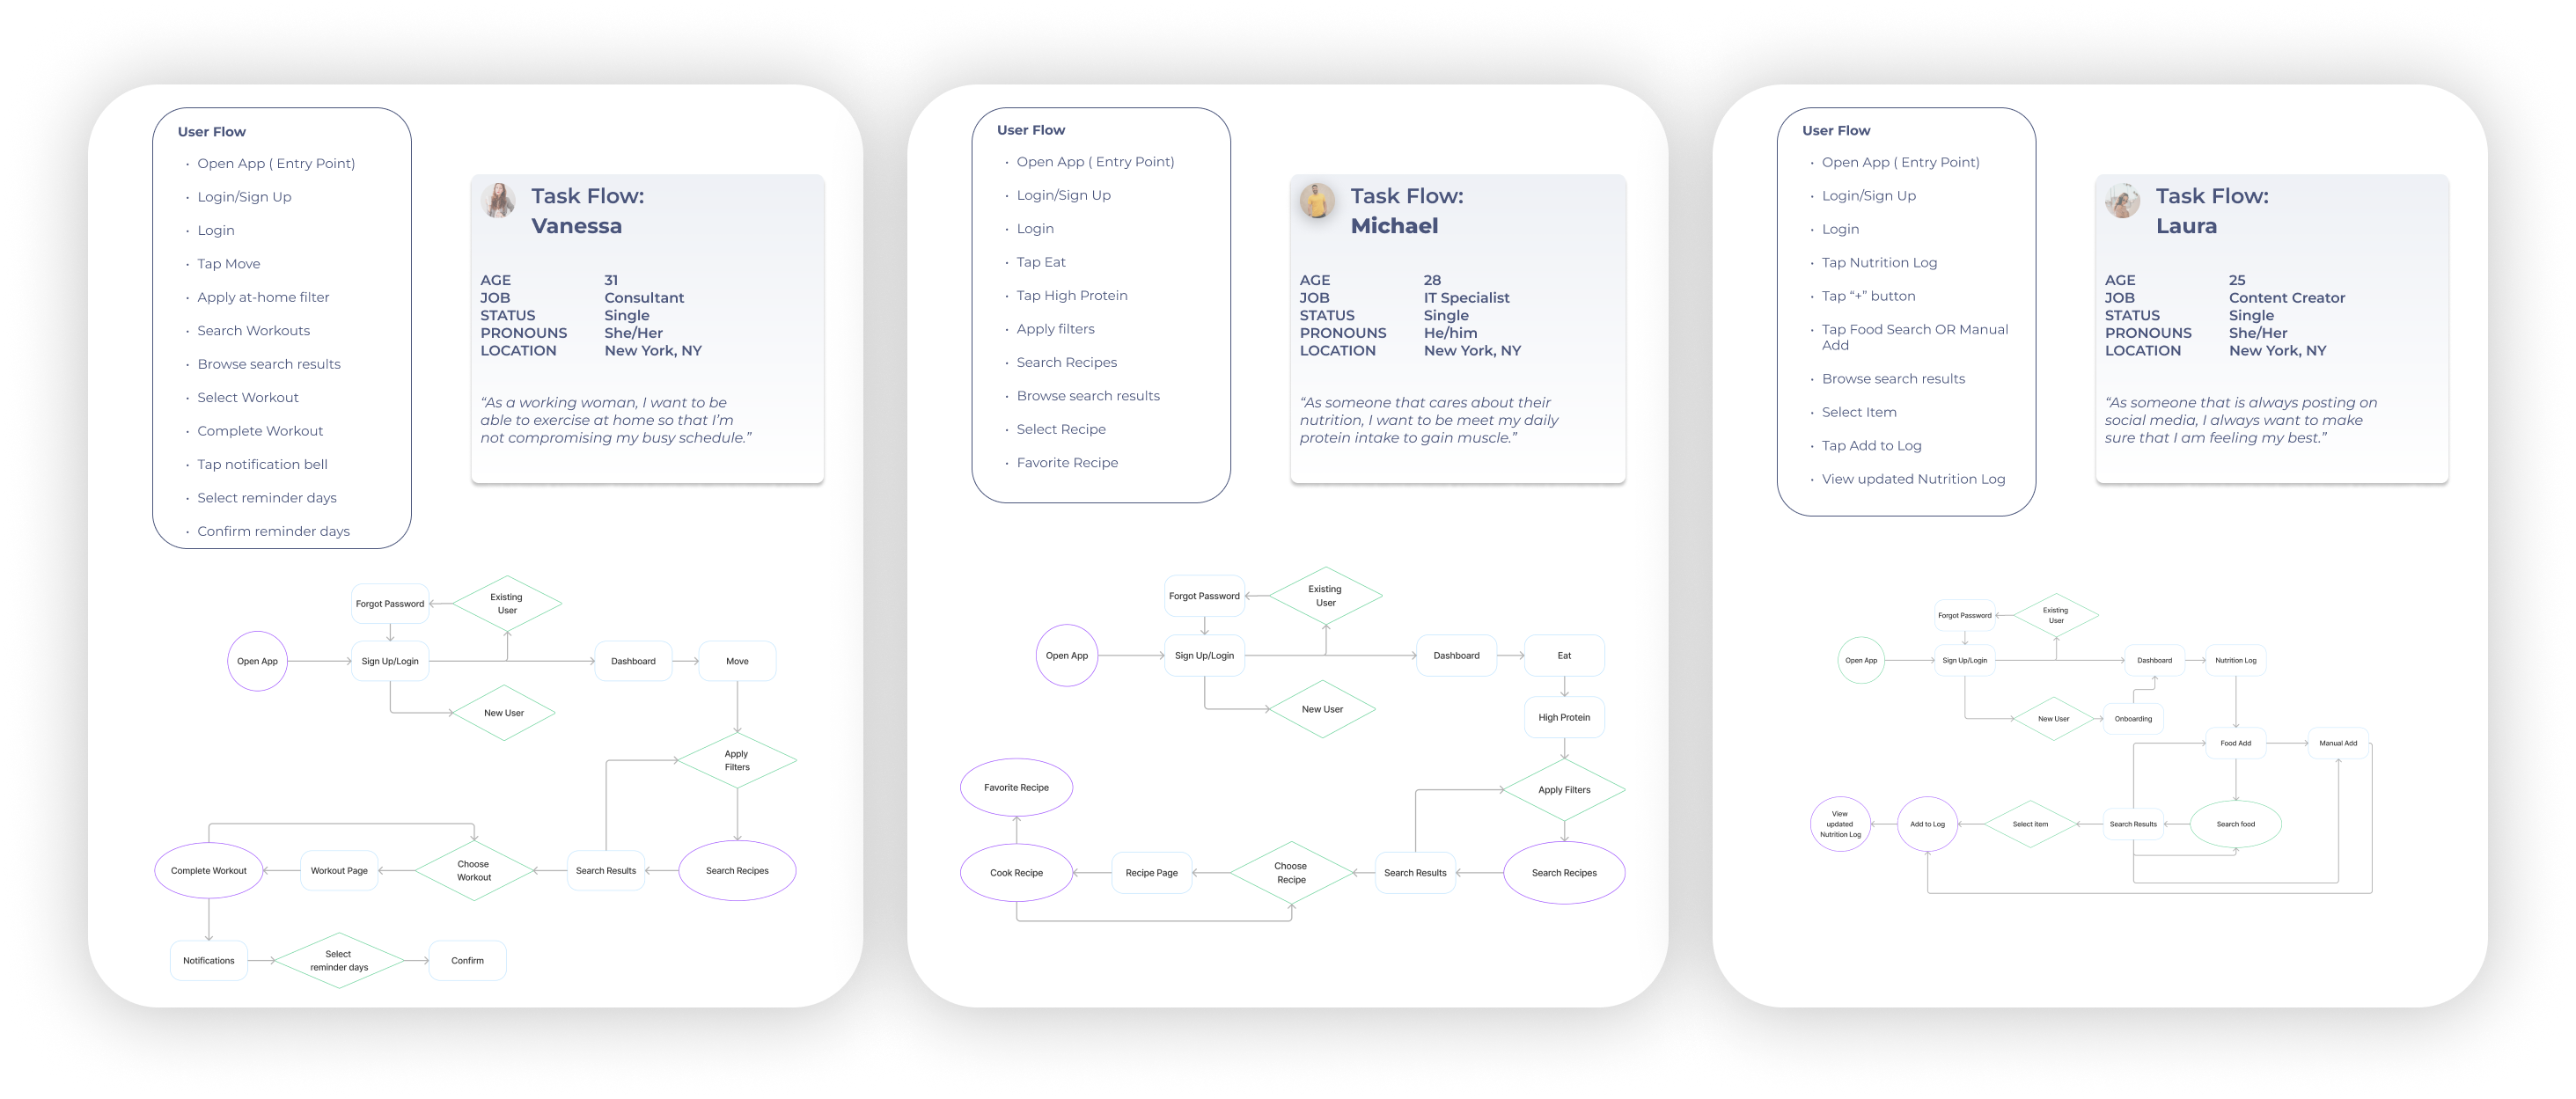 User Flow
• Open App ( Entry Point)
• Login/Sign Up
• Login
• Tap Move
• Apply at-home filter
• Search Workouts
• Browse search results
• Select Workout
• Complete Workout
• Tap notification bell
• Select reminder days
• Confirm reminder days
Task Flow:
Vanessa
AGE 31
JOB Consultant
STATUS Single
PRONOUNS She/Her
LOCATION New York, NY
“As a working woman, I want to be
able to exercise at home so that I’m
not compromising my busy schedule.”
Forgot Password
Existing
User
Open App
Sign Up/Login
Dashboard
Move
New User
Apply
Filters
Complete Workout
Workout Page
Choose
Workout
Search Results
Search Recipes
Notifications
Select
reminder days
Confirm
User Flow
• Open App ( Entry Point)
• Login/Sign Up
• Login
• Tap Eat
• Tap High Protein
• Apply filters
• Search Recipes
• Browse search results
• Select Recipe
• Favorite Recipe
Task Flow:
Michael
AGE 28
JOB IT Specialist
STATUS Single
PRONOUNS He/him
LOCATION New York, NY
“As someone that cares about their
nutrition, I want to be meet my daily
protein intake to gain muscle.”
Forgot Password
Existing
User
Open App
Sign Up/Login
Dashboard
Eat
New User
High Protein
Favorite Recipe
Apply Filters
Cook Recipe
Recipe Page
Choose
Recipe
Search Results
Search Recipes
User Flow
• Open App ( Entry Point)
• Login/Sign Up
• Login
• Tap Nutrition Log
• Tap “+” button
• Tap Food Search OR Manual
Add
• Browse search results
• Select Item
• Tap Add to Log
• View updated Nutrition Log
Task Flow:
Laura
AGE 25
JOB Content Creator
STATUS Single
PRONOUNS She/Her
LOCATION New York, NY
“As someone that is always posting on
social media, I always want to make
sure that I am feeling my best.”
Forgot Password
Existing
User
Open App
Sign Up/Login
Dashboard
Nutrition Log
New User
Onboarding
Food Add
Manual Add
View
updated
Nutrition Log
Add to Log
Select item
Search Results
Search food